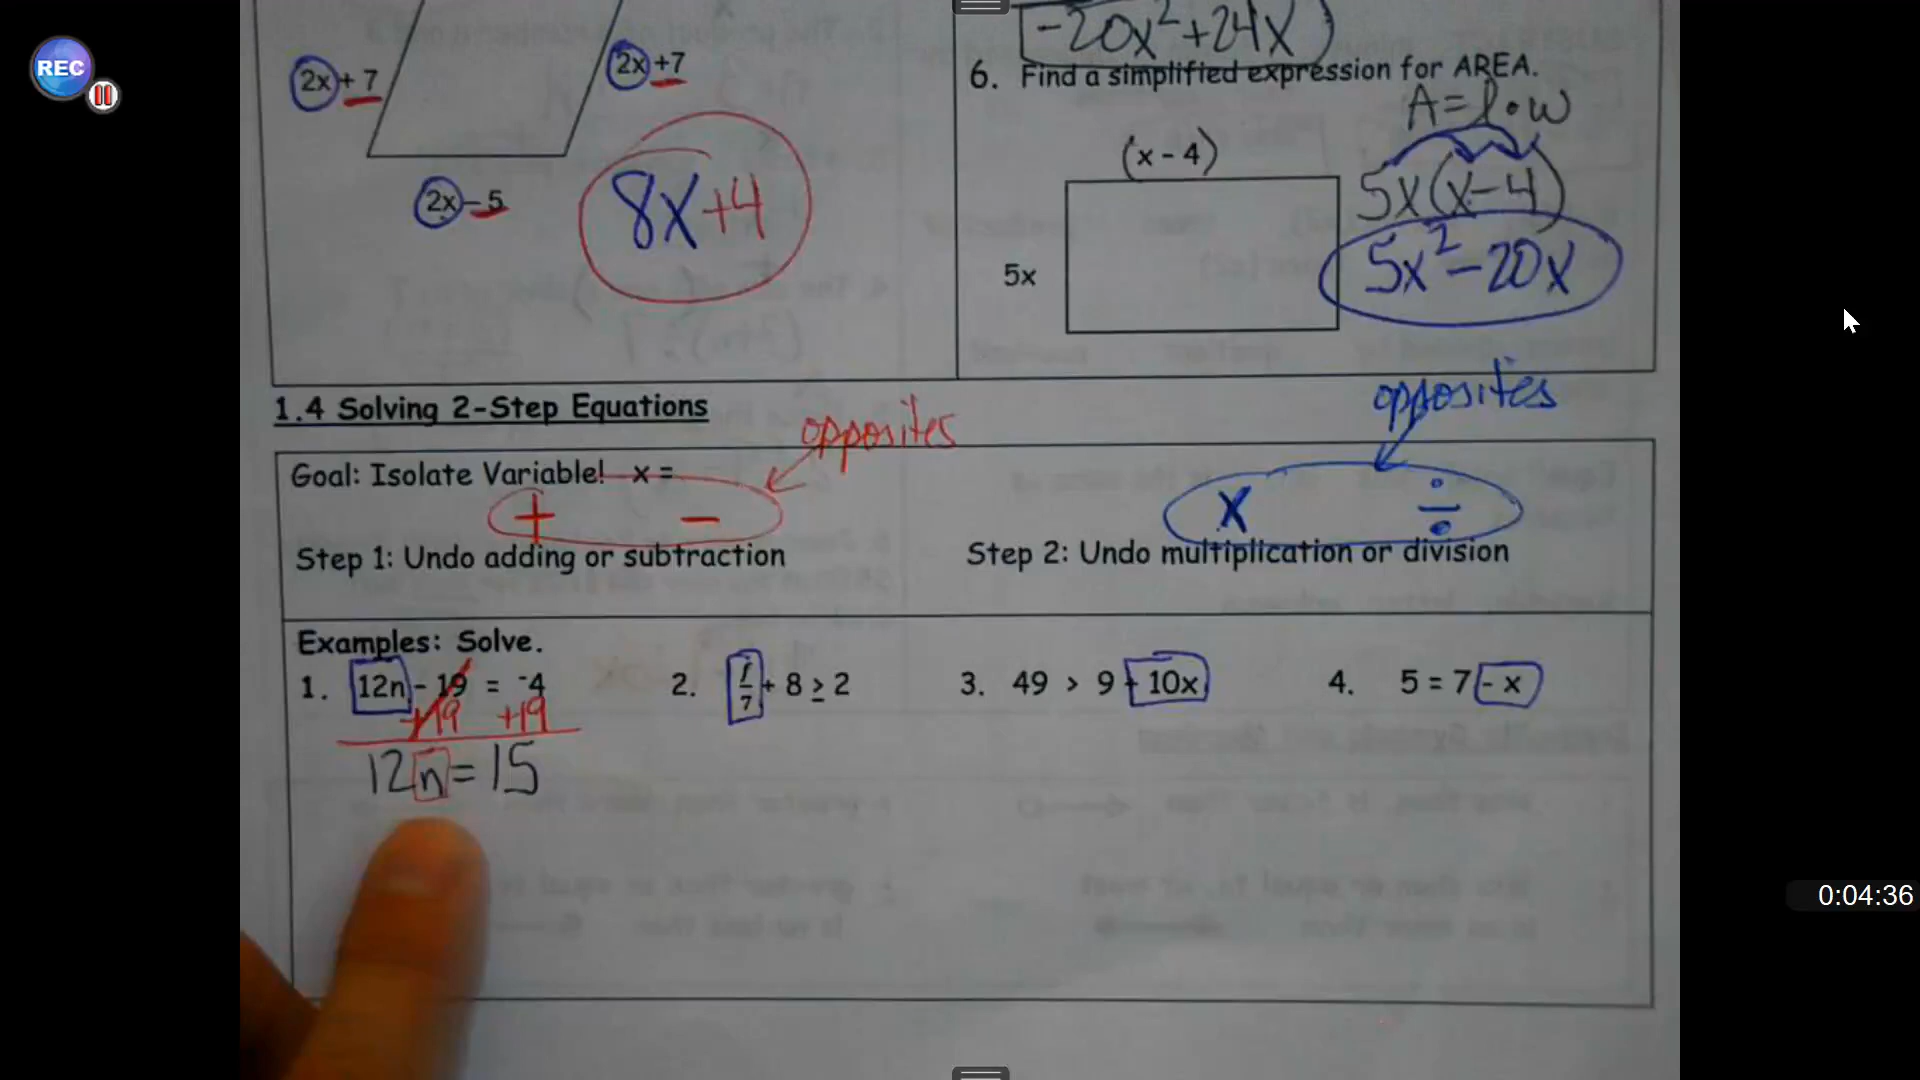 REC
-20x²+24x
2x + 7
2x +7
2x - 5
8x+4
6. Find a simplified expression for AREA.
A = l • w
(x - 4)
5x(x-4)
5x
5x²-20x
1.4 Solving 2-Step Equations
opposites
opposites
Goal: Isolate Variable! x =
+ −
x ÷
Step 1: Undo adding or subtraction
Step 2: Undo multiplication or division
Examples: Solve.
1. 12n - 19 = -4
+19 +19
12n = 15
2. f/7 + 8 ≥ 2
3. 49 > 9 - 10x
4. 5 = 7 - x
0:04:36